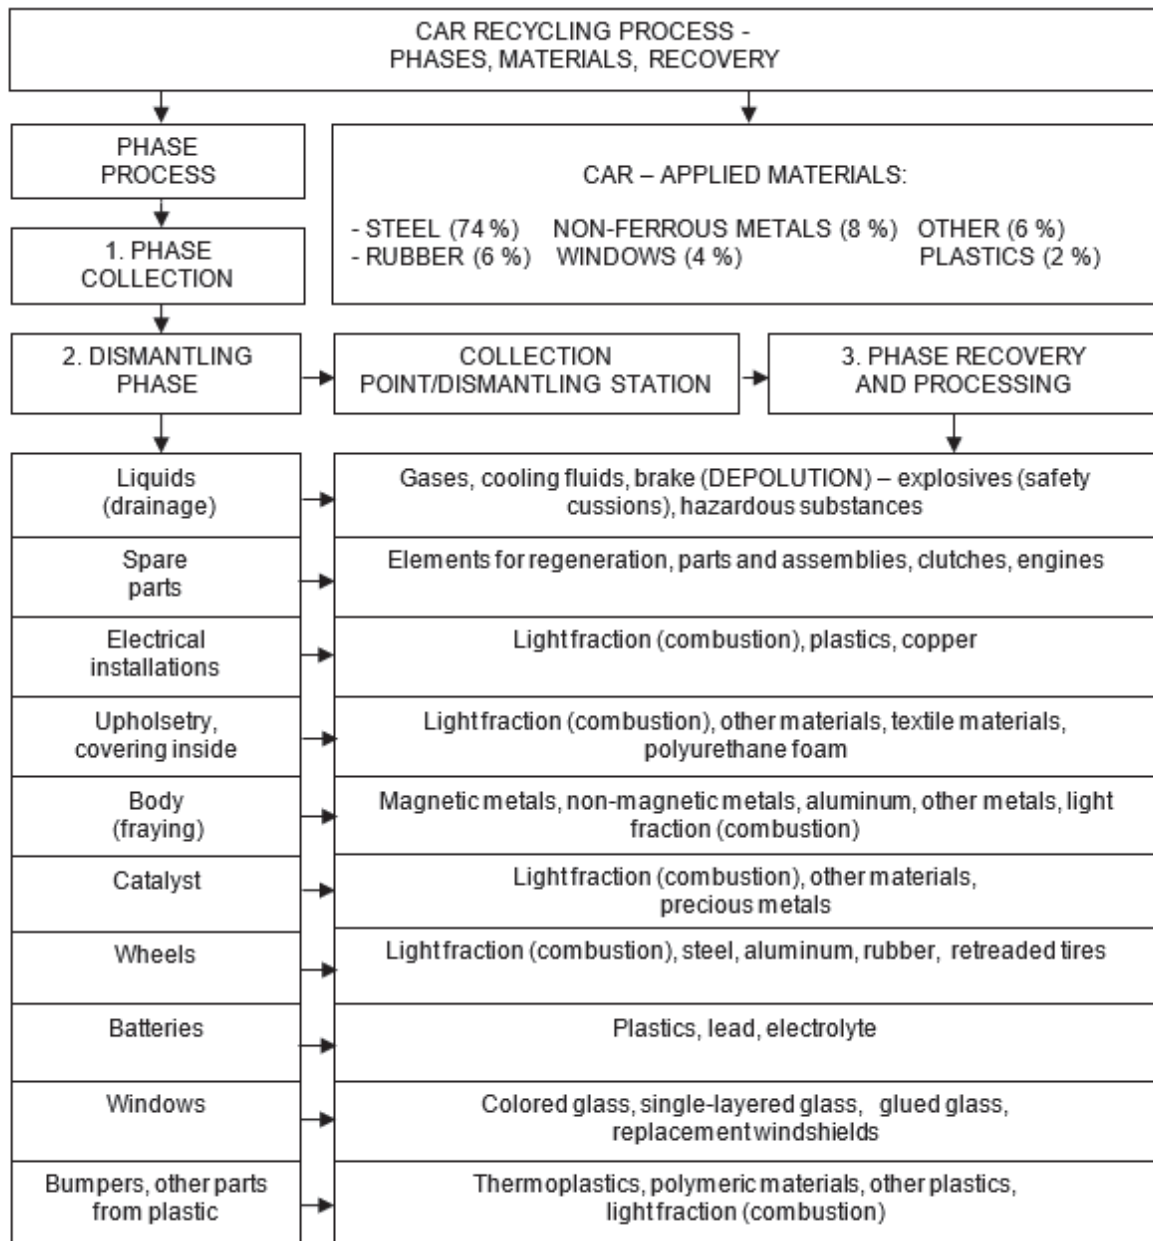 CAR RECYCLING PROCESS -
PHASES, MATERIALS, RECOVERY
PHASE
PROCESS
CAR – APPLIED MATERIALS:
- STEEL (74 %) NON-FERROUS METALS (8 %) OTHER (6 %)
- RUBBER (6 %) WINDOWS (4 %) PLASTICS (2 %)
1. PHASE
COLLECTION
2. DISMANTLING
PHASE
COLLECTION
POINT/DISMANTLING STATION
3. PHASE RECOVERY
AND PROCESSING
Liquids
(drainage)
Gases, cooling fluids, brake (DEPOLUTION) – explosives (safety
cussions), hazardous substances
Spare
parts
Elements for regeneration, parts and assemblies, clutches, engines
Electrical
installations
Light fraction (combustion), plastics, copper
Upholsetry,
covering inside
Light fraction (combustion), other materials, textile materials,
polyurethane foam
Body
(fraying)
Magnetic metals, non-magnetic metals, aluminum, other metals, light
fraction (combustion)
Catalyst
Light fraction (combustion), other materials,
precious metals
Wheels
Light fraction (combustion), steel, aluminum, rubber, retreaded tires
Batteries
Plastics, lead, electrolyte
Windows
Colored glass, single-layered glass, glued glass,
replacement windshields
Bumpers, other parts
from plastic
Thermoplastics, polymeric materials, other plastics,
light fraction (combustion)